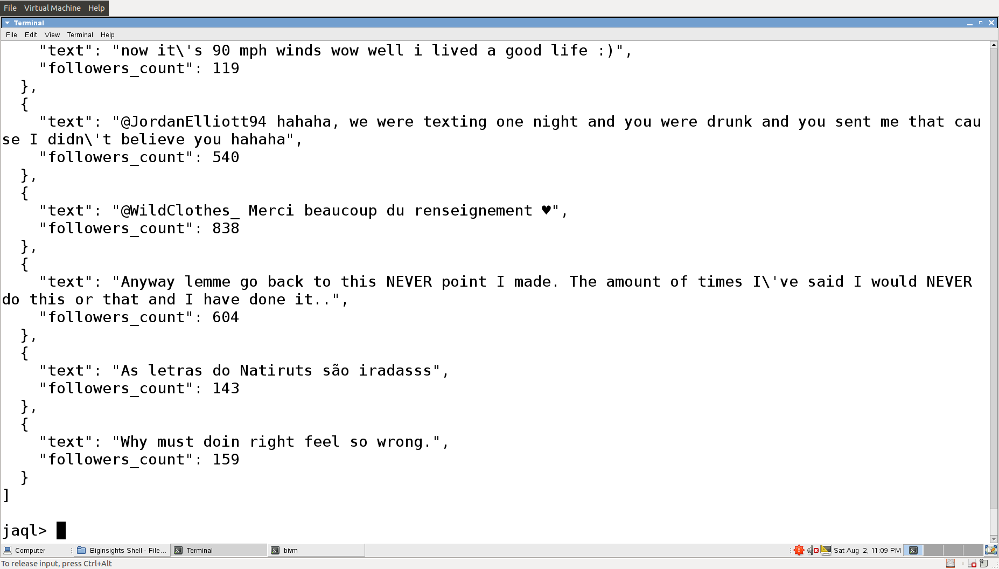 File Virtual Machine Help
Terminal
File Edit View Terminal Help
"text": "now it\'s 90 mph winds wow well i lived a good life :)",
"followers_count": 119
},
{
"text": "@JordanElliott94 hahaha, we were texting one night and you were drunk and you sent me that cau
se I didn\'t believe you hahaha",
"followers_count": 540
},
{
"text": "@WildClothes_ Merci beaucoup du renseignement ♥",
"followers_count": 838
},
{
"text": "Anyway lemme go back to this NEVER point I made. The amount of times I\'ve said I would NEVER
do this or that and I have done it..",
"followers_count": 604
},
{
"text": "As letras do Natiruts são iradasss",
"followers_count": 143
},
{
"text": "Why must doin right feel so wrong.",
"followers_count": 159
}
]
jaql>
Computer BigInsights Shell - File... Terminal bivm Sat Aug 2, 11:09 PM
To release input, press Ctrl+Alt